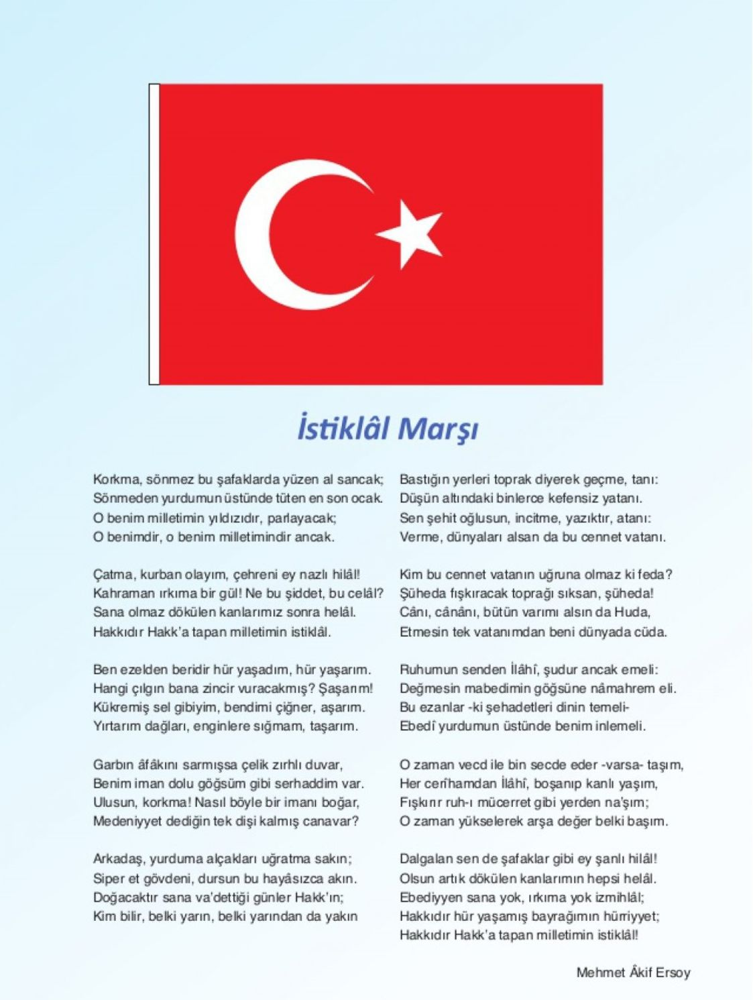 İstiklâl Marşı
Korkma, sönmez bu şafaklarda yüzen al sancak;
Sönmeden yurdumun üstünde tüten en son ocak.
O benim milletimin yıldızıdır, parlayacak;
O benimdir, o benim milletimindir ancak.
Çatma, kurban olayım, çehreni ey nazlı hilâl!
Kahraman ırkıma bir gül! Ne bu şiddet, bu celâl?
Sana olmaz dökülen kanlarımız sonra helâl.
Hakkıdır Hakk'a tapan milletimin istiklâl.
Ben ezelden beridir hür yaşadım, hür yaşarım.
Hangi çılgın bana zincir vuracakmış? Şaşarım!
Kükremiş sel gibiyim, bendimi çiğner, aşarım.
Yırtarım dağları, enginlere sığmam, taşarım.
Garbın âfâkını sarmışsa çelik zırhlı duvar,
Benim iman dolu göğsüm gibi serhaddim var.
Ulusun, korkma! Nasıl böyle bir imanı boğar,
Medeniyyet dediğin tek dişi kalmış canavar?
Arkadaş, yurduma alçakları uğratma sakın;
Siper et gövdeni, dursun bu hayâsızca akın.
Doğacaktır sana va'dettiği günler Hakk'ın;
Kim bilir, belki yarın, belki yarından da yakın
Bastığın yerleri toprak diyerek geçme, tanı:
Düşün altındaki binlerce kefensiz yatanı.
Sen şehit oğlusun, incitme, yazıktır, atanı:
Verme, dünyaları alsan da bu cennet vatanı.
Kim bu cennet vatanın uğruna olmaz ki feda?
Şüheda fışkıracak toprağı sıksan, şüheda!
Cânı, cânânı, bütün varımı alsın da Huda,
Etmesin tek vatanımdan beni dünyada cüda.
Ruhumun senden İlâhî, şudur ancak emeli:
Değmesin mabedimin göğsüne nâmahrem eli.
Bu ezanlar -ki şehadetleri dinin temeli-
Ebedî yurdumun üstünde benim inlemeli.
O zaman vecd ile bin secde eder -varsa- taşım,
Her cerîhamdan İlâhî, boşanıp kanlı yaşım,
Fışkırır ruh-ı mücerret gibi yerden na'şım;
O zaman yükselerek arşa değer belki başım.
Dalgalan sen de şafaklar gibi ey şanlı hilâl!
Olsun artık dökülen kanlarımın hepsi helâl.
Ebediyyen sana yok, ırkıma yok izmihlâl;
Hakkıdır hür yaşamış bayrağımın hürriyyet;
Hakkıdır Hakk'a tapan milletimin istiklâl!
Mehmet Âkif Ersoy